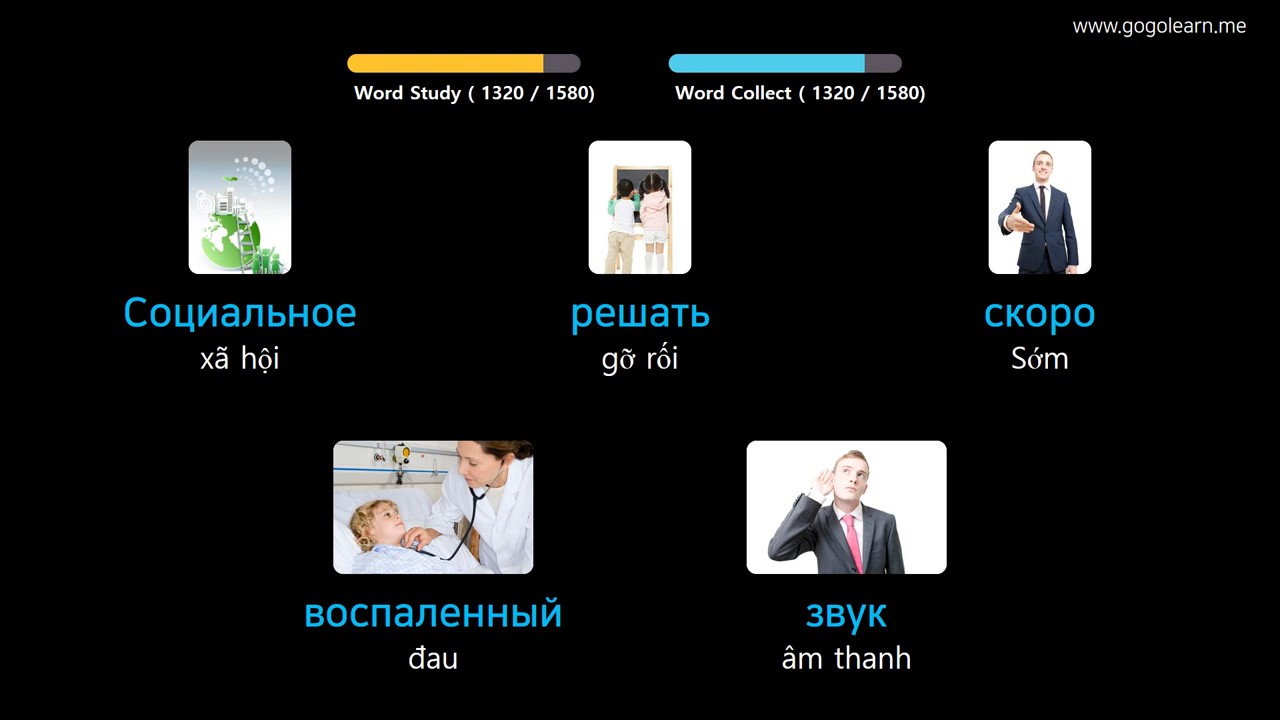 www.gogolearn.me
Word Study ( 1320 / 1580)
Word Collect ( 1320 / 1580)
Социальное
xã hội
решать
gỡ rối
скоро
Sớm
воспаленный
đau
звук
âm thanh